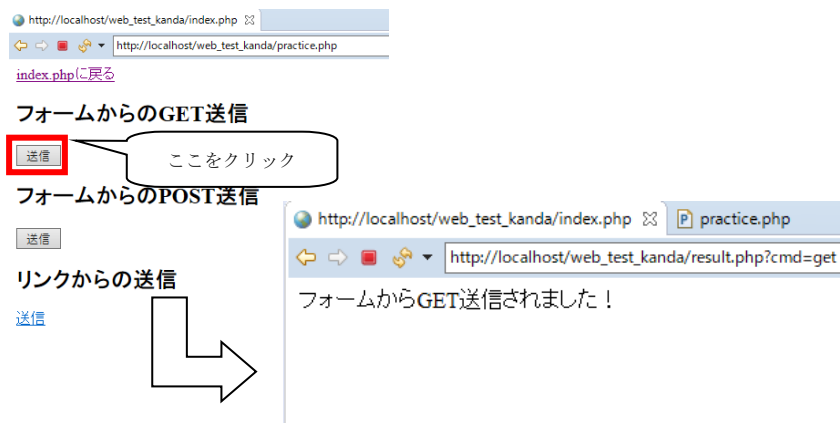 http://localhost/web_test_kanda/index.php
http://localhost/web_test_kanda/practice.php
index.phpに戻る
フォームからのGET送信
送信
ここをクリック
フォームからのPOST送信
送信
リンクからの送信
送信
http://localhost/web_test_kanda/index.php
practice.php
http://localhost/web_test_kanda/result.php?cmd=get
フォームからGET送信されました！